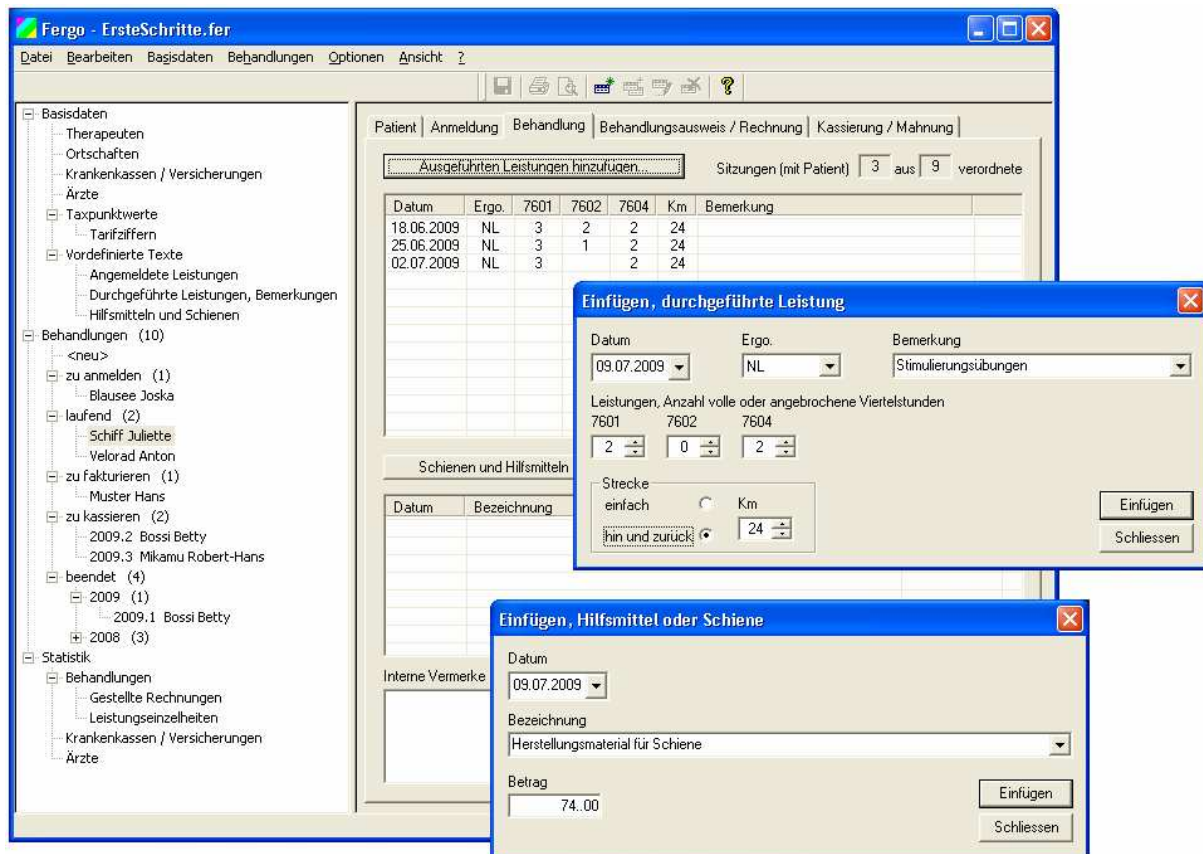 Fergo - ErsteSchritte.fer
Datei Bearbeiten Basisdaten Behandlungen Optionen Ansicht ?
Basisdaten
Therapeuten
Ortschaften
Krankenkassen / Versicherungen
Ärzte
Taxpunktwerte
Tarifziffern
Vordefinierte Texte
Angemeldete Leistungen
Durchgeführte Leistungen, Bemerkungen
Hilfsmitteln und Schienen
Behandlungen (10)
<neu>
zu anmelden (1)
Blausee Joska
laufend (2)
Schiff Juliette
Velorad Anton
zu fakturieren (1)
Muster Hans
zu kassieren (2)
2009.2 Bossi Betty
2009.3 Mikamu Robert-Hans
beendet (4)
2009 (1)
2009.1 Bossi Betty
2008 (3)
Statistik
Behandlungen
Gestellte Rechnungen
Leistungseinzelheiten
Krankenkassen / Versicherungen
Ärzte
Patient Anmeldung Behandlung Behandlungsausweis / Rechnung Kassierung / Mahnung
Ausgeführten Leistungen hinzufügen... Sitzungen (mit Patient) 3 aus 9 verordnete
Datum Ergo. 7601 7602 7604 Km Bemerkung
18.06.2009 NL 3 2 2 24
25.06.2009 NL 3 1 2 24
02.07.2009 NL 3 2 24
Schienen und Hilfsmitteln
Datum Bezeichnung
Interne Vermerke
Einfügen, durchgeführte Leistung
Datum Ergo. Bemerkung
09.07.2009 NL Stimulierungsübungen
Leistungen, Anzahl volle oder angebrochene Viertelstunden
7601 7602 7604
2 0 2
Strecke
einfach Km
hin und zurück 24
Einfügen
Schliessen
Einfügen, Hilfsmittel oder Schiene
Datum
09.07.2009
Bezeichnung
Herstellungsmaterial für Schiene
Betrag
74..00
Einfügen
Schliessen